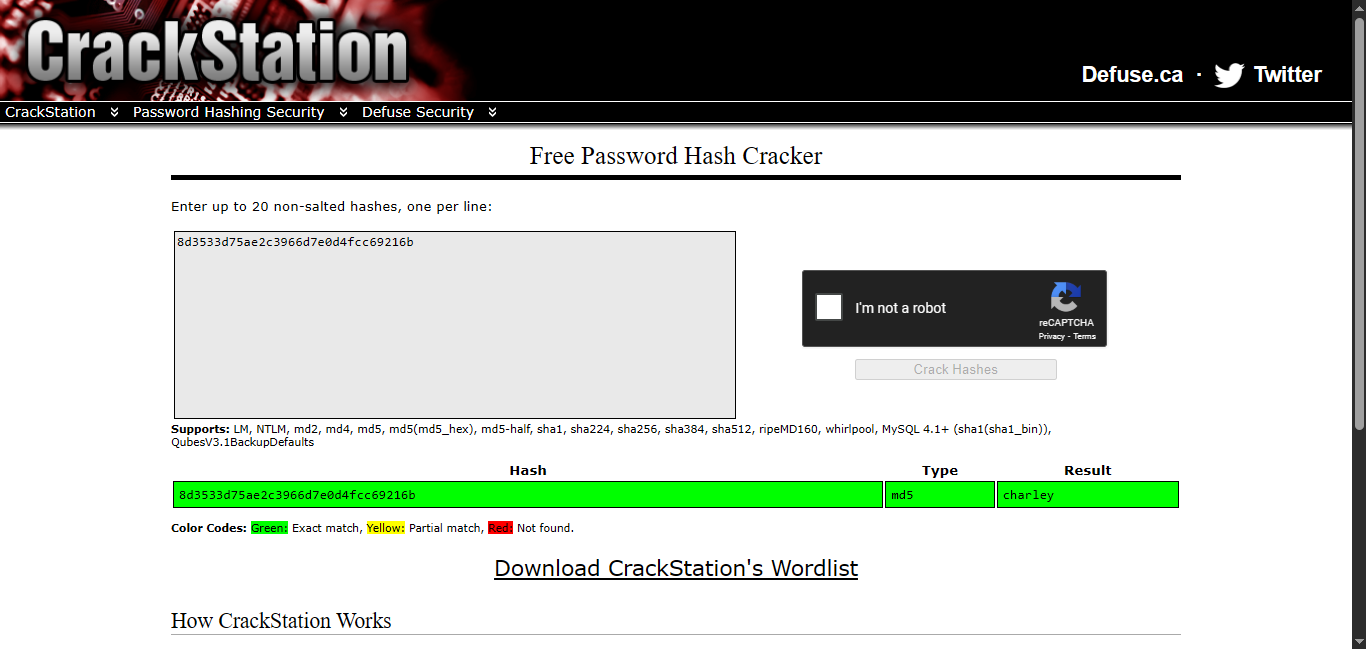 CrackStation
Defuse.ca · Twitter
CrackStation Password Hashing Security Defuse Security
Free Password Hash Cracker
Enter up to 20 non-salted hashes, one per line:
8d3533d75ae2c3966d7e0d4fcc69216b
I'm not a robot
reCAPTCHA
Privacy - Terms
Crack Hashes
Supports: LM, NTLM, md2, md4, md5, md5(md5_hex), md5-half, sha1, sha224, sha256, sha384, sha512, ripeMD160, whirlpool, MySQL 4.1+ (sha1(sha1_bin)),
QubesV3.1BackupDefaults
Hash Type Result
8d3533d75ae2c3966d7e0d4fcc69216b md5 charley
Color Codes: Green: Exact match, Yellow: Partial match, Red: Not found.
Download CrackStation's Wordlist
How CrackStation Works